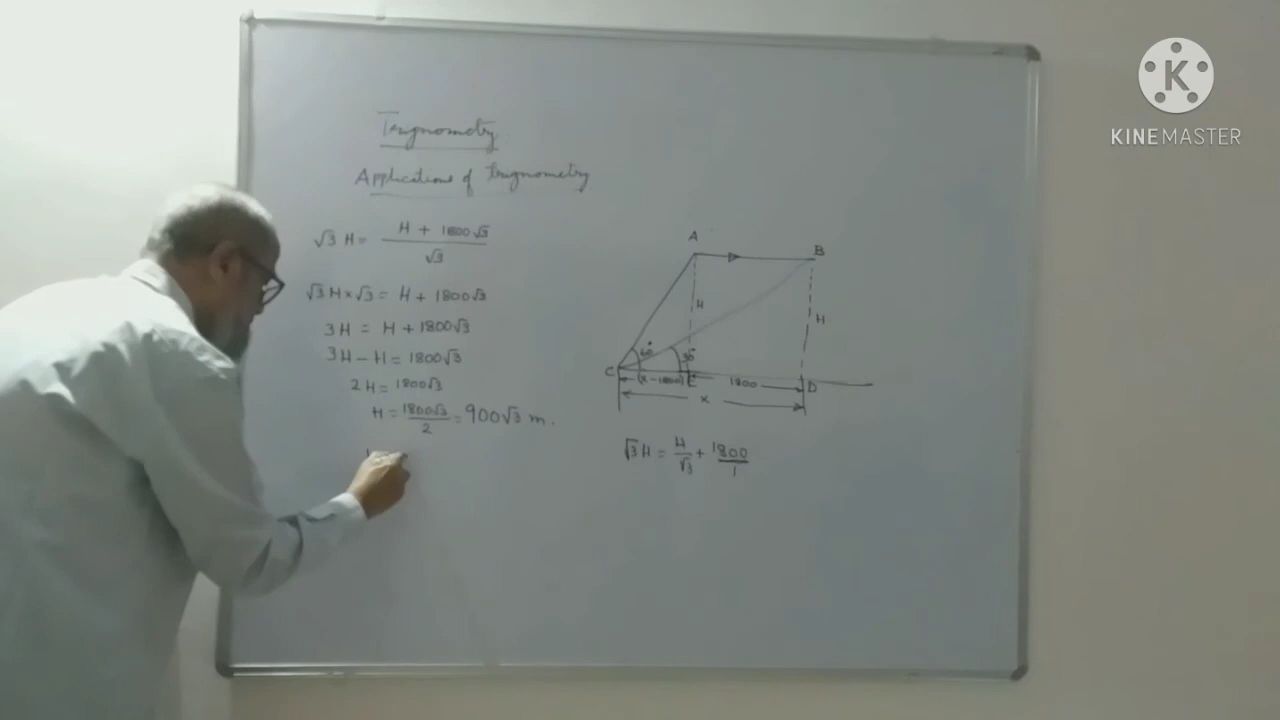 Trignometry
Applications of Trignometry
√3 H = (H + 1800√3)/√3
√3 H × √3 = H + 1800√3
3H = H + 1800√3
3H – H = 1800√3
2H = 1800√3
H = 1800√3/2 = 900√3 m.
A B
H H
60° 30°
C (x-1800) E 1800 D
x
√3 H = H/√3 + 1800/1
K
KINEMASTER